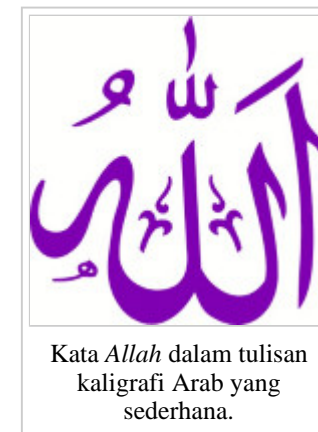 الله
Kata Allah dalam tulisan
kaligrafi Arab yang
sederhana.